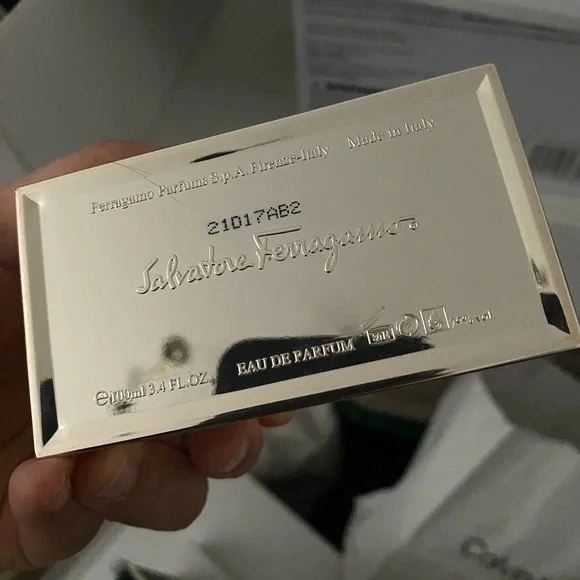 Ferragamo Parfums S.p.A. Firenze-Italy Made in Italy
21D17AB2
Salvatore Ferragamo
EAU DE PARFUM
℮100ml 3.4 FL.OZ.